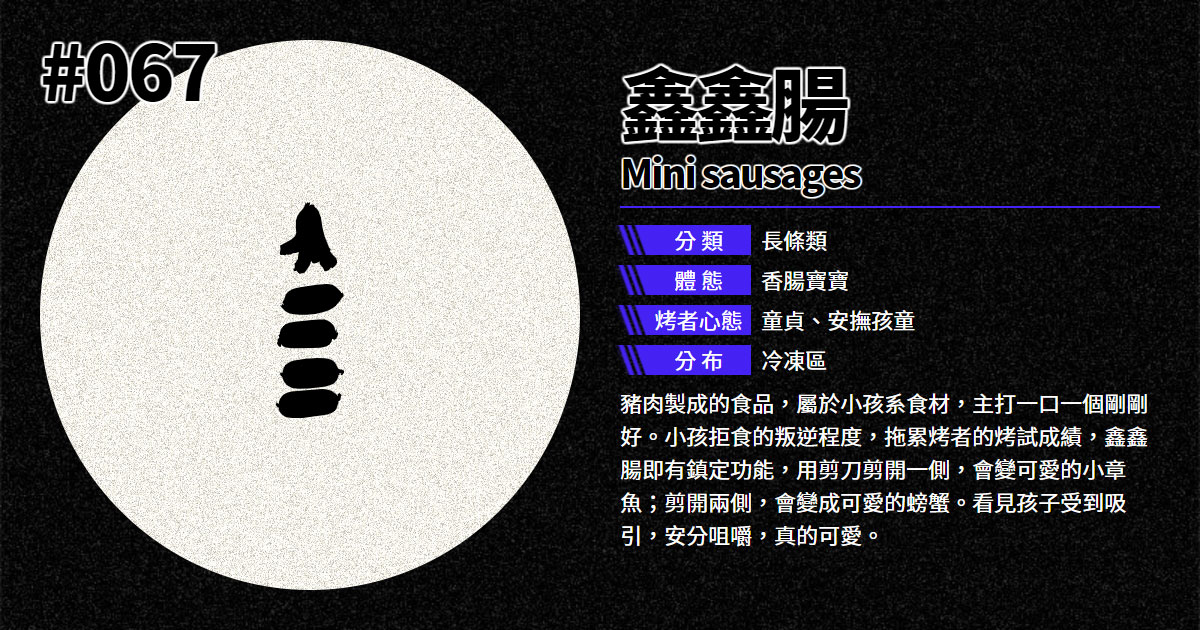 #067
鑫鑫腸
Mini sausages
分類 長條類
體態 香腸寶寶
烤者心態 童貞、安撫孩童
分布 冷凍區
豬肉製成的食品，屬於小孩系食材，主打一口一個剛剛
好。小孩拒食的叛逆程度，拖累烤者的烤試成績，鑫鑫
腸即有鎮定功能，用剪刀剪開一側，會變可愛的小章
魚；剪開兩側，會變成可愛的螃蟹。看見孩子受到吸
引，安分咀嚼，真的可愛。